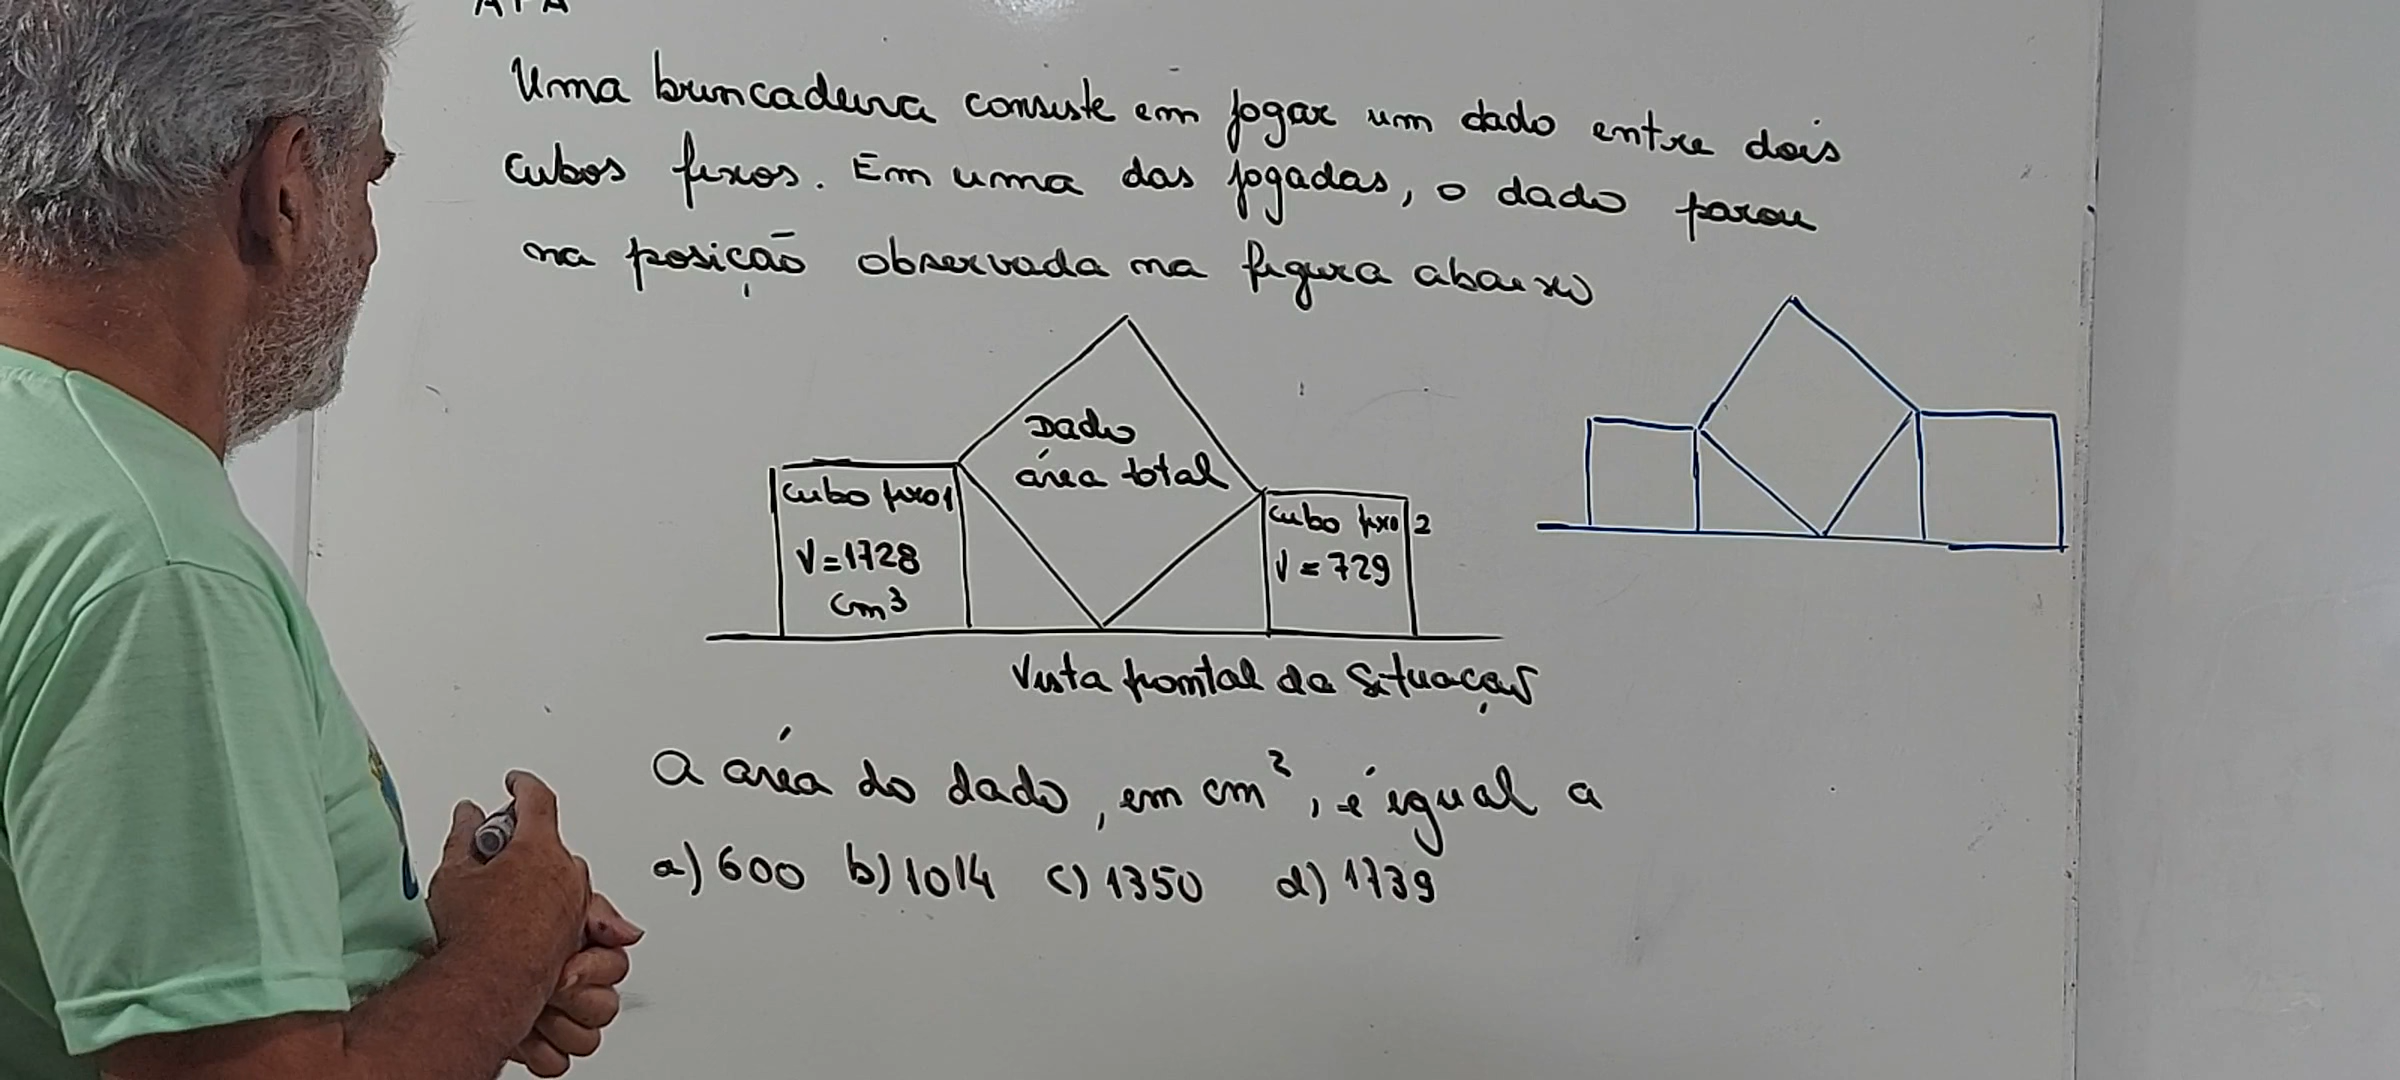 Uma brincadeira consiste em jogar um dado entre dois
cubos fixos. Em uma das jogadas, o dado parou
na posição observada na figura abaixo
Dado
área total
cubo fixo 1
V=1728
cm³
cubo fixo 2
V=729
Vista frontal da situação
a área do dado, em cm², é igual a
a) 600 b) 1014 c) 1350 d) 1739